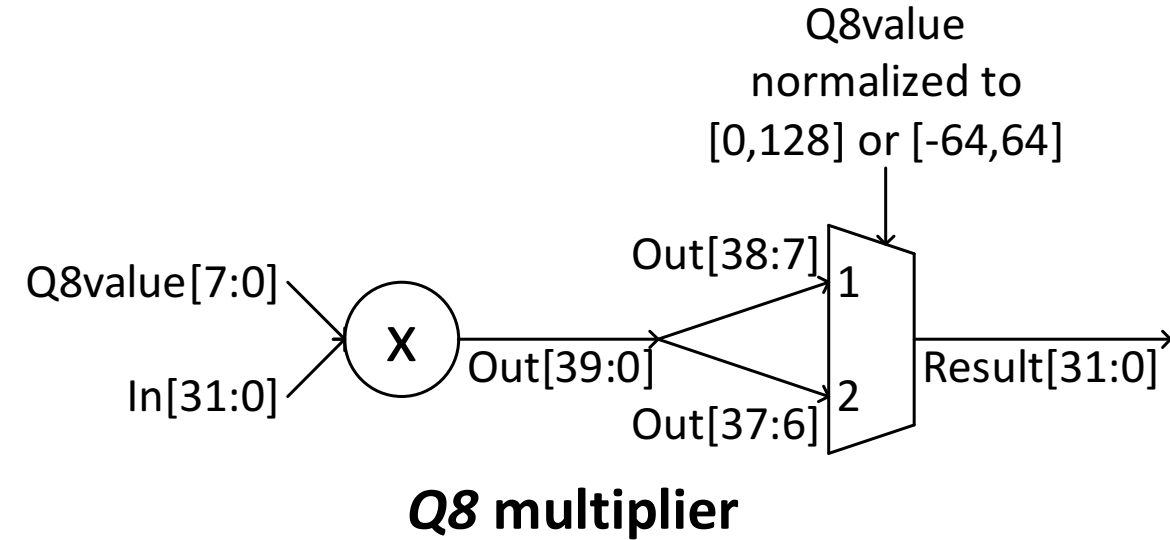 Q8value
normalized to
[0,128] or [-64,64]
Out[38:7]
Q8value[7:0]
1
x
Out[39:0]
Result[31:0]
In[31:0]
2
Out[37:6]
Q8 multiplier